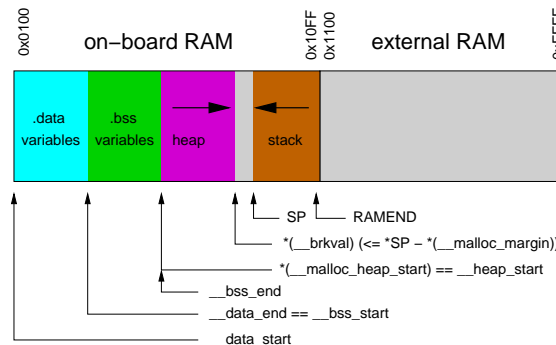 0x0100
on−board RAM
0x10FF
0x1100
external RAM
.data
variables
.bss
variables
heap
stack
SP
RAMEND
*(__brkval) (<= *SP − *(__malloc_margin))
*(__malloc_heap_start) == __heap_start
__bss_end
__data_end == __bss_start
data_start